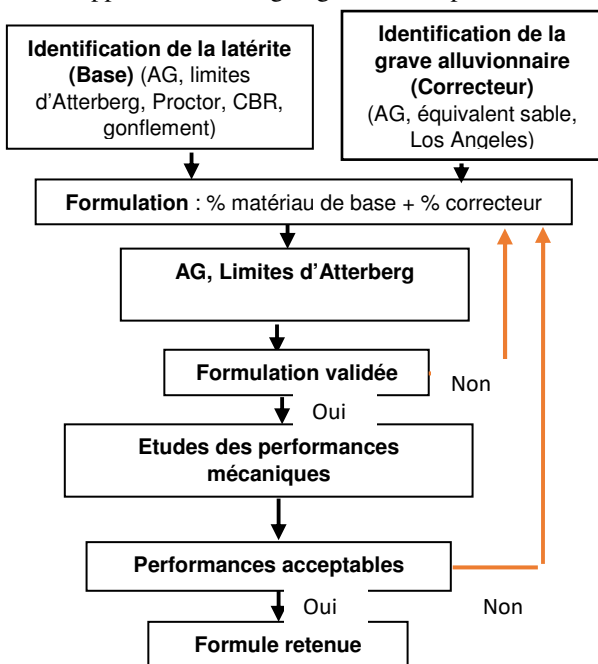 Identification de la latérite
(Base) (AG, limites
d'Atterberg, Proctor, CBR,
gonflement)
Identification de la
grave alluvionnaire
(Correcteur)
(AG, équivalent sable,
Los Angeles)
Formulation : % matériau de base + % correcteur
AG, Limites d'Atterberg
Formulation validée
Non
Oui
Etudes des performances
mécaniques
Performances acceptables
Oui
Non
Formule retenue